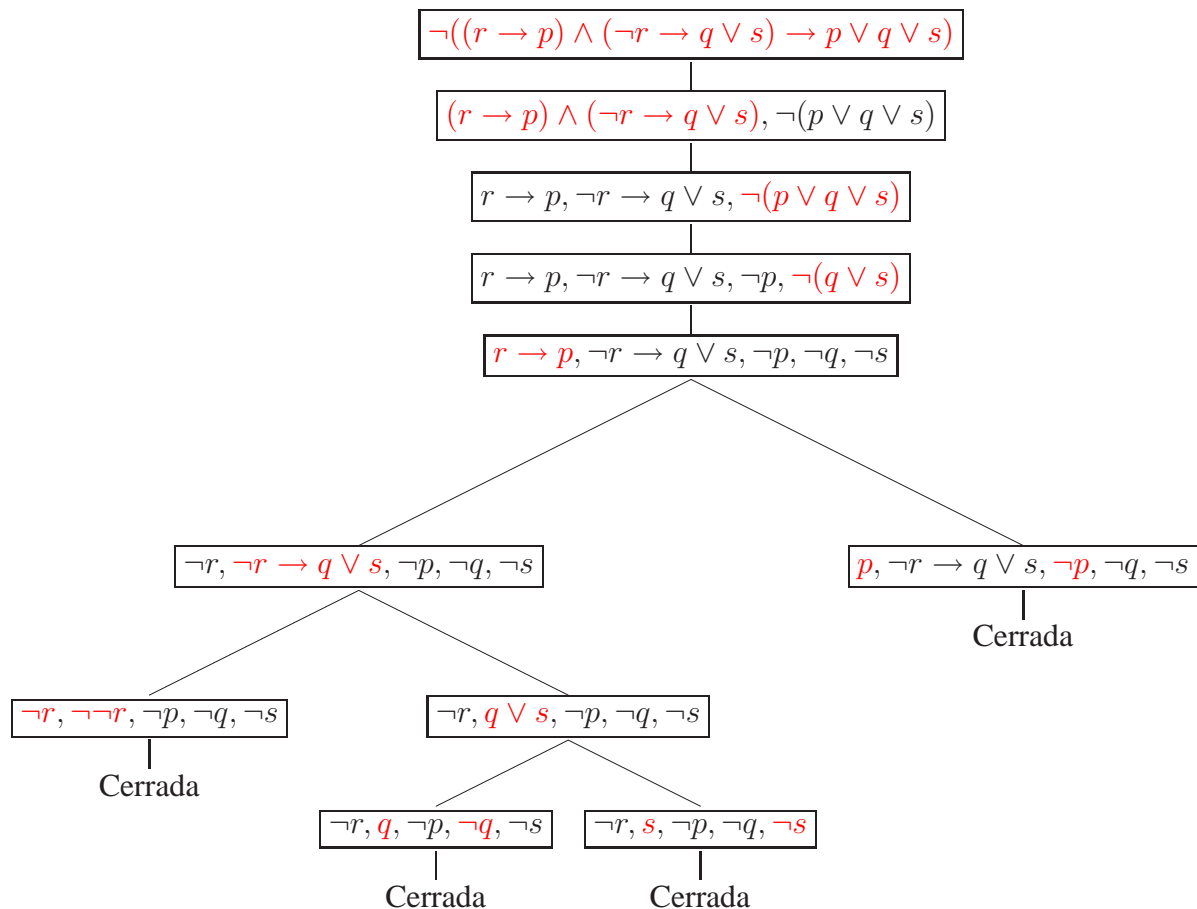 ¬((r → p) ∧ (¬r → q ∨ s) → p ∨ q ∨ s)
(r → p) ∧ (¬r → q ∨ s), ¬(p ∨ q ∨ s)
r → p, ¬r → q ∨ s, ¬(p ∨ q ∨ s)
r → p, ¬r → q ∨ s, ¬p, ¬(q ∨ s)
r → p, ¬r → q ∨ s, ¬p, ¬q, ¬s
¬r, ¬r → q ∨ s, ¬p, ¬q, ¬s
p, ¬r → q ∨ s, ¬p, ¬q, ¬s
Cerrada
¬r, ¬¬r, ¬p, ¬q, ¬s
¬r, q ∨ s, ¬p, ¬q, ¬s
Cerrada
¬r, q, ¬p, ¬q, ¬s
¬r, s, ¬p, ¬q, ¬s
Cerrada
Cerrada